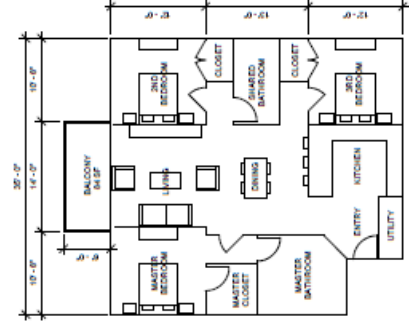 2ND
BEDROOM
CLOSET
SHARED
BATHROOM
CLOSET
3RD
BEDROOM
10' - 6"
35' - 0"
14' - 0"
BALCONY
84 SF
LIVING
DINING
KITCHEN
ENTRY
UTILITY
10' - 6"
MASTER
BEDROOM
MASTER
CLOSET
MASTER
BATHROOM